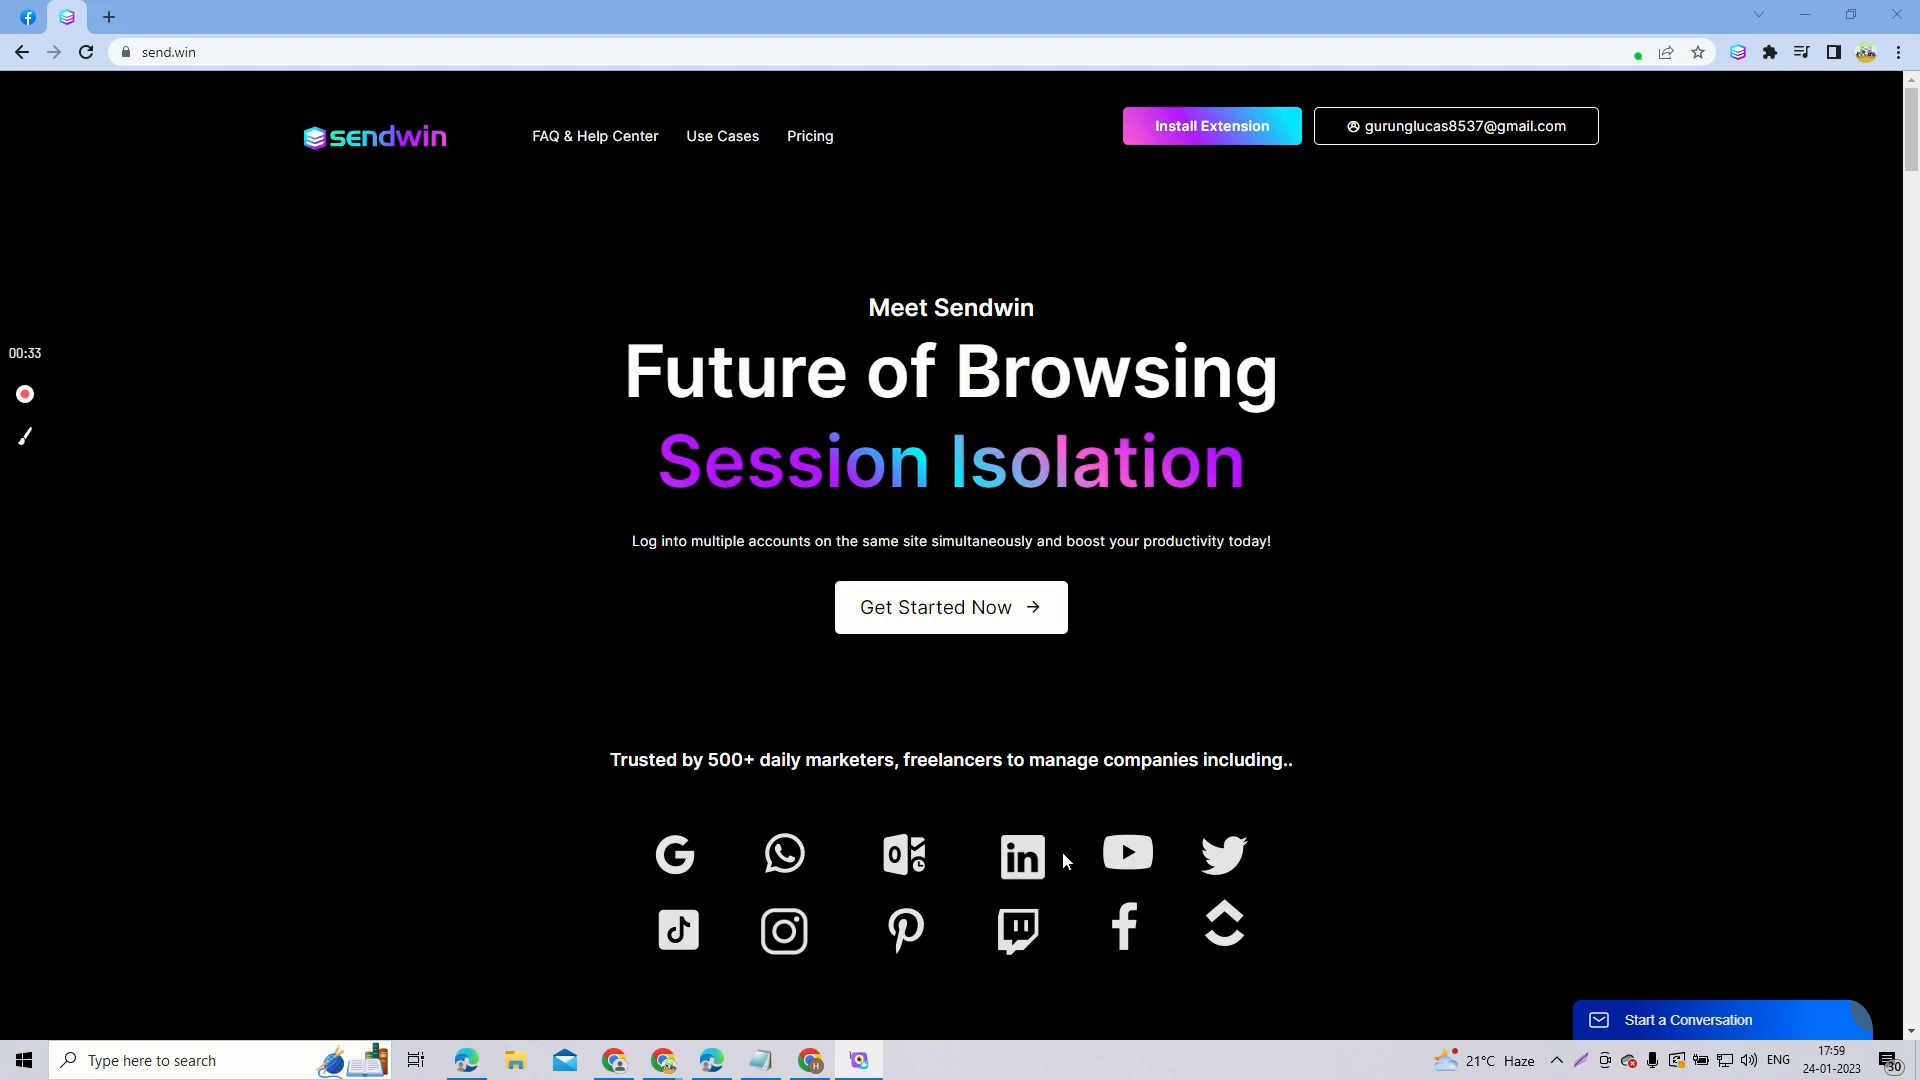 send.win
sendwin
FAQ & Help Center
Use Cases
Pricing
Install Extension
gurunglucas8537@gmail.com
Meet Sendwin
Future of Browsing
Session Isolation
00:33
Log into multiple accounts on the same site simultaneously and boost your productivity today!
Get Started Now →
Trusted by 500+ daily marketers, freelancers to manage companies including..
Start a Conversation
Type here to search
21°C Haze
ENG
17:59
24-01-2023
30